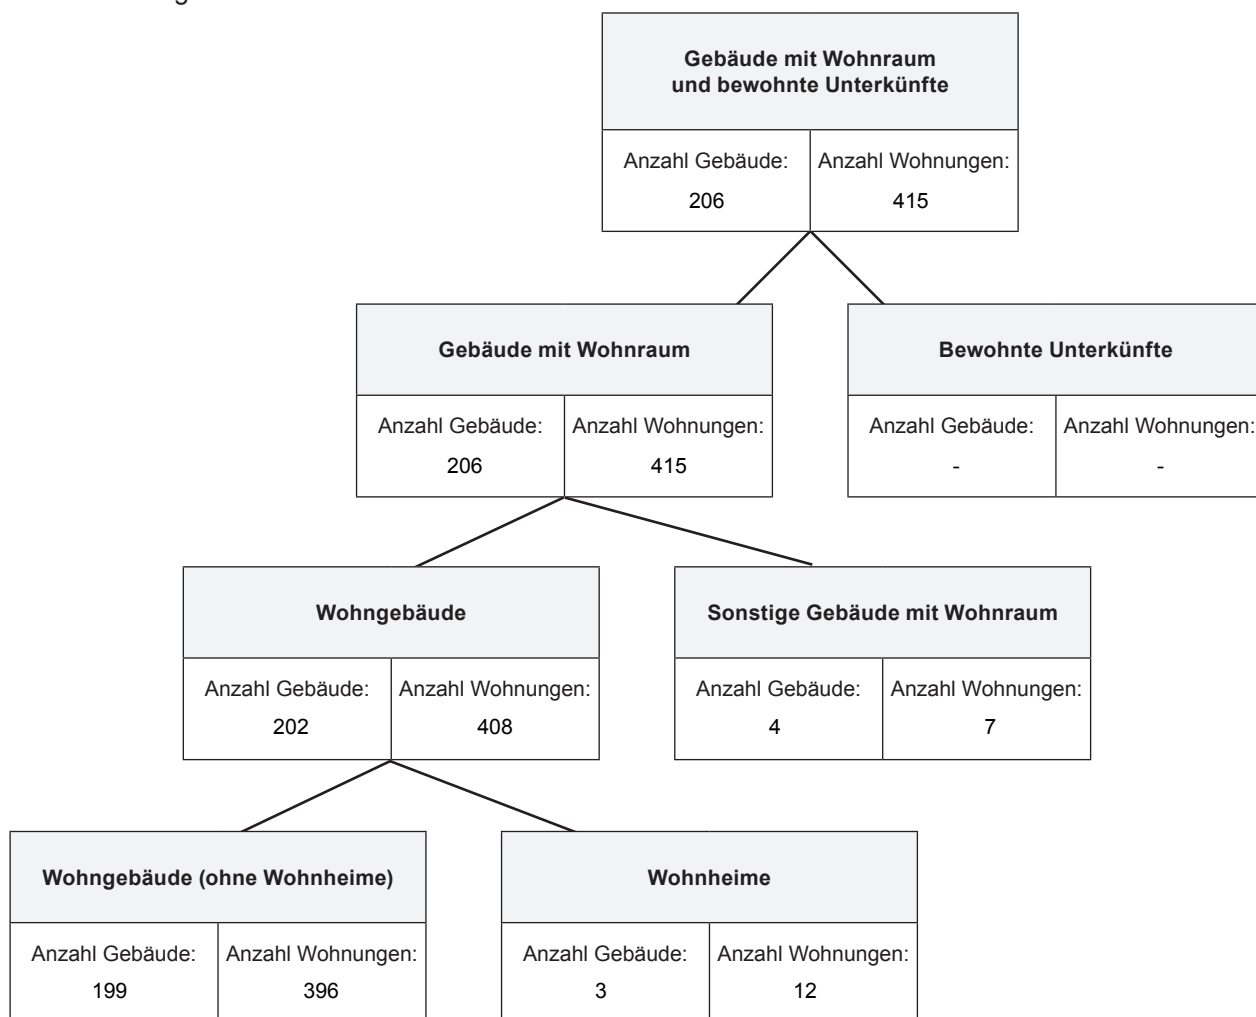 Gebäude mit Wohnraum
und bewohnte Unterkünfte
Anzahl Gebäude: Anzahl Wohnungen:
206 415
Gebäude mit Wohnraum Bewohnte Unterkünfte
Anzahl Gebäude: Anzahl Wohnungen: Anzahl Gebäude: Anzahl Wohnungen:
206 415 - -
Wohngebäude Sonstige Gebäude mit Wohnraum
Anzahl Gebäude: Anzahl Wohnungen: Anzahl Gebäude: Anzahl Wohnungen:
202 408 4 7
Wohngebäude (ohne Wohnheime) Wohnheime
Anzahl Gebäude: Anzahl Wohnungen: Anzahl Gebäude: Anzahl Wohnungen:
199 396 3 12